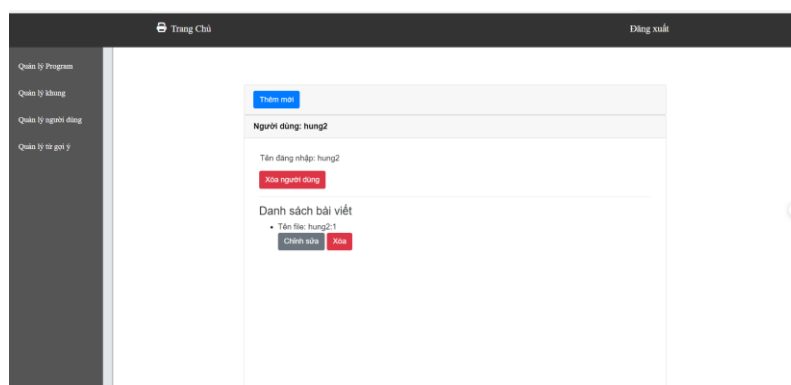 Trang Chủ
Đăng xuất
Quản lý Program
Quản lý khung
Quản lý người dùng
Quản lý từ gợi ý
Thêm mới
Người dùng: hung2
Tên đăng nhập: hung2
Xóa người dùng
Danh sách bài viết
Tên file: hung2:1
Chỉnh sửa Xóa